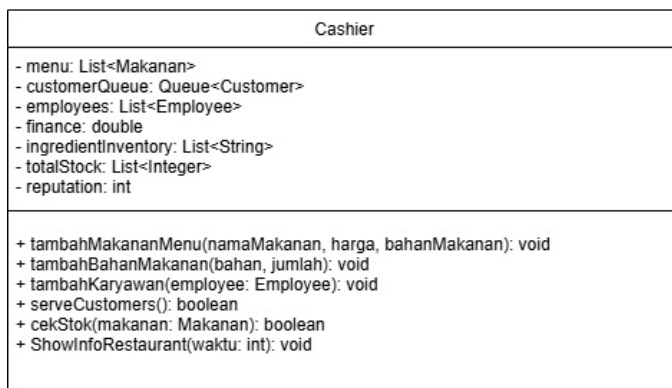 Cashier
- menu: List<Makanan>
- customerQueue: Queue<Customer>
- employees: List<Employee>
- finance: double
- ingredientInventory: List<String>
- totalStock: List<Integer>
- reputation: int
+ tambahMakananMenu(namaMakanan, harga, bahanMakanan): void
+ tambahBahanMakanan(bahan, jumlah): void
+ tambahKaryawan(employee: Employee): void
+ serveCustomers(): boolean
+ cekStok(makanan: Makanan): boolean
+ ShowInfoRestaurant(waktu: int): void